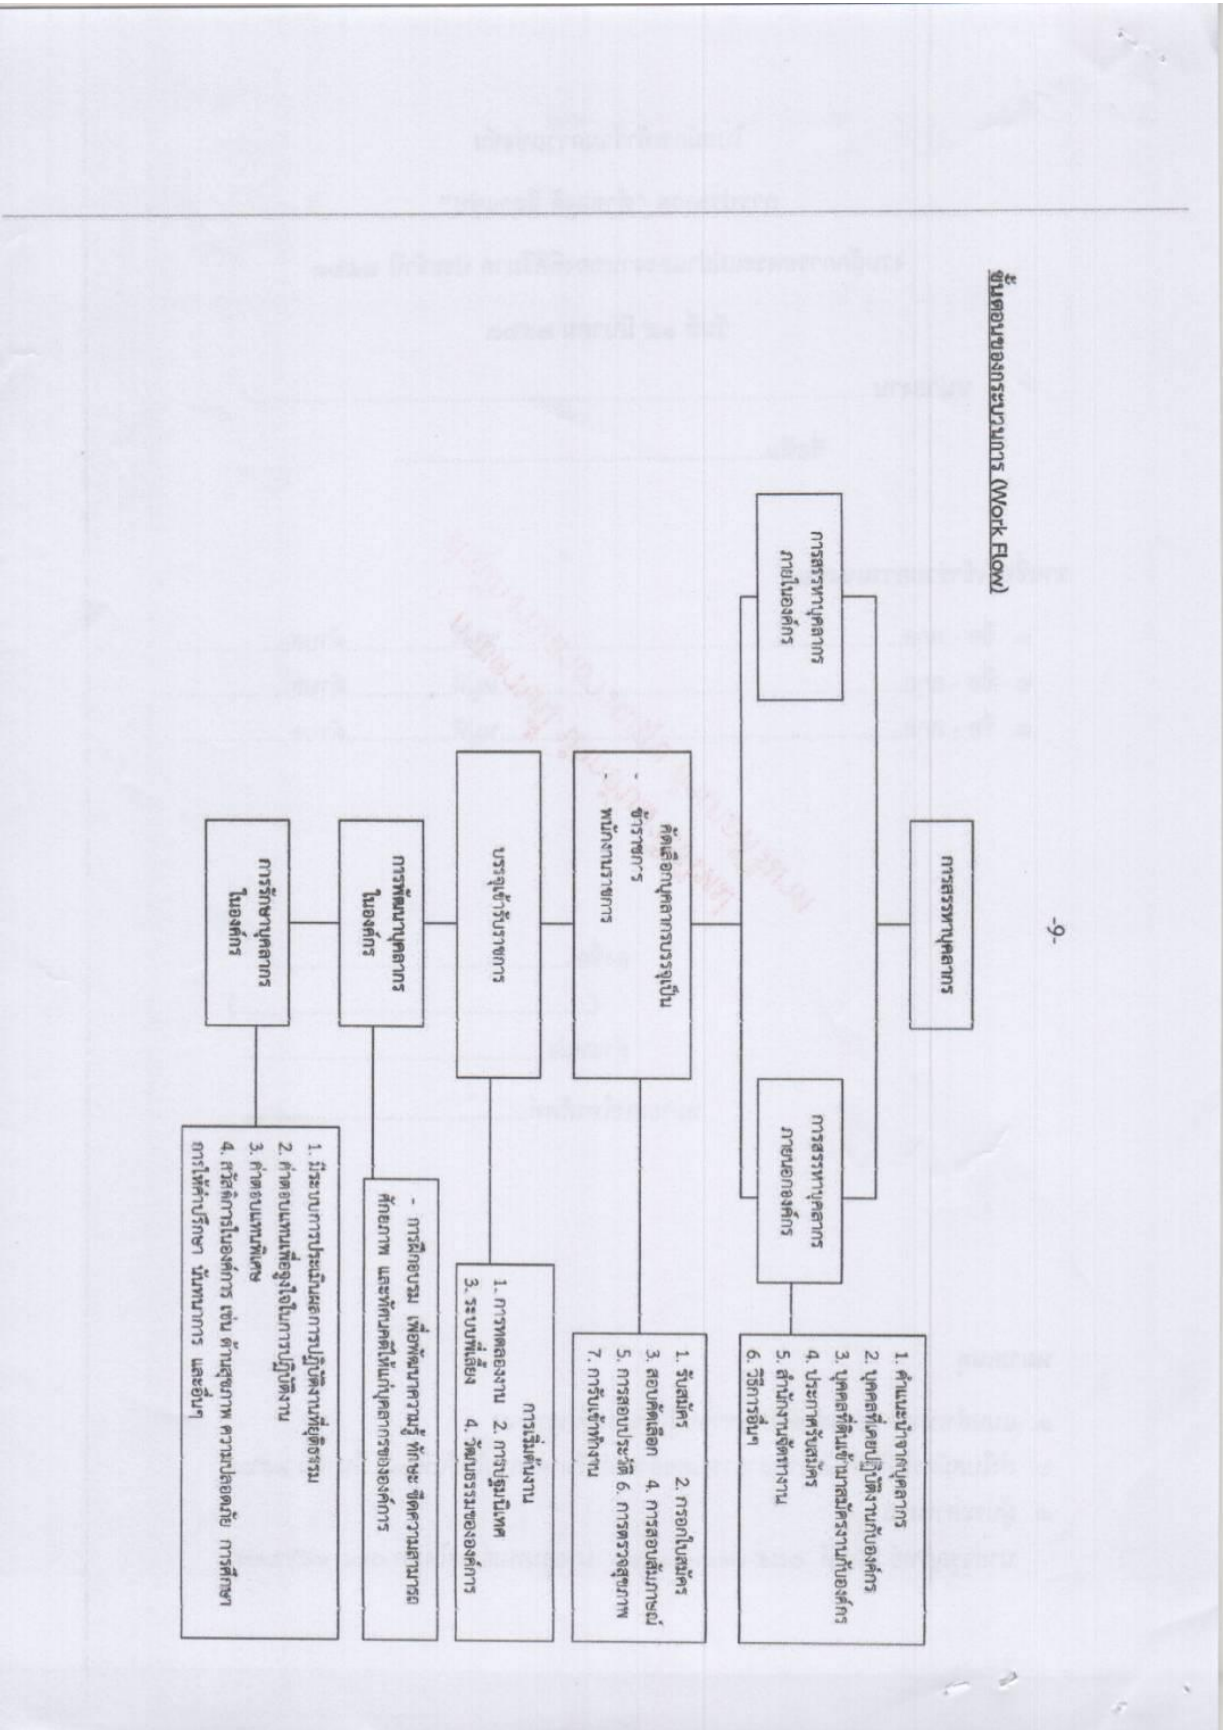 -9-
ขั้นตอนของกระบวนการ (Work Flow)
การสรรหาบุคลากร
การสรรหาบุคลากร
ภายในองค์กร
การสรรหาบุคลากร
ภายนอกองค์กร
1. คำแนะนำจากบุคลากร
2. บุคคลที่เคยปฏิบัติงานกับองค์กร
3. บุคคลที่เดินเข้ามาสมัครงานกับองค์กร
4. ประกาศรับสมัคร
5. สำนักงานจัดหางาน
6. วิธีการอื่นๆ
คัดเลือกบุคลากรบรรจุเป็น
- ข้าราชการ
- พนักงานราชการ
1. รับสมัคร 2. กรอกใบสมัคร
3. สอบคัดเลือก 4. การสอบสัมภาษณ์
5. การสอบประวัติ 6. การตรวจสุขภาพ
7. การับเข้าทำงาน
บรรจุเข้ารับราชการ
การเริ่มต้นงาน
1. การทดลองงาน 2. การปฐมนิเทศ
3. ระบบพี่เลี้ยง 4. วัฒนธรรมขององค์การ
การพัฒนาบุคลากร
ในองค์กร
- การฝึกอบรม เพื่อพัฒนาความรู้ ทักษะ ขีดความสามารถ
ศักยภาพ และทัศนคติให้แก่บุคลากรขององค์การ
การรักษาบุคลากร
ในองค์กร
1. มีระบบการประเมินผลการปฏิบัติงานที่ยุติธรรม
2. ค่าตอบแทนเพื่อจูงใจในการปฏิบัติงาน
3. ค่าตอบแทนพิเศษ
4. สวัสดิการในองค์การ เช่น ด้านสุขภาพ ความปลอดภัย การศึกษา
การให้คำปรึกษา นันทนาการ และอื่นๆ